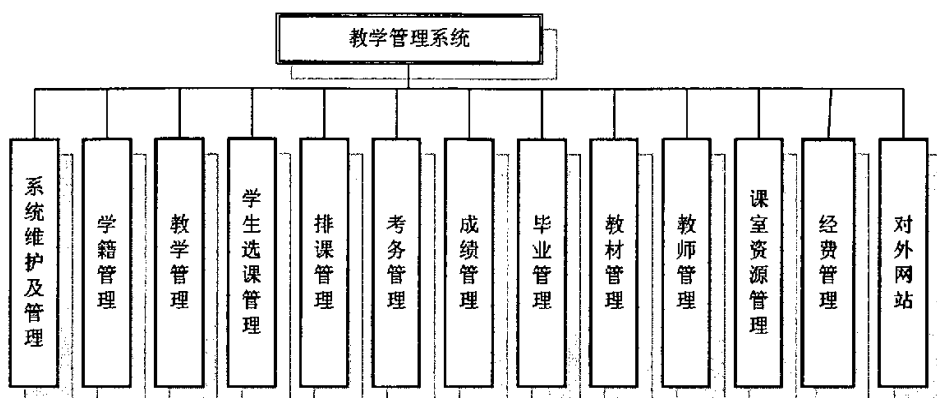 教学管理系统
系统维护及管理
学籍管理
教学管理
学生选课管理
排课管理
考务管理
成绩管理
毕业管理
教材管理
教师管理
课室资源管理
经费管理
对外网站